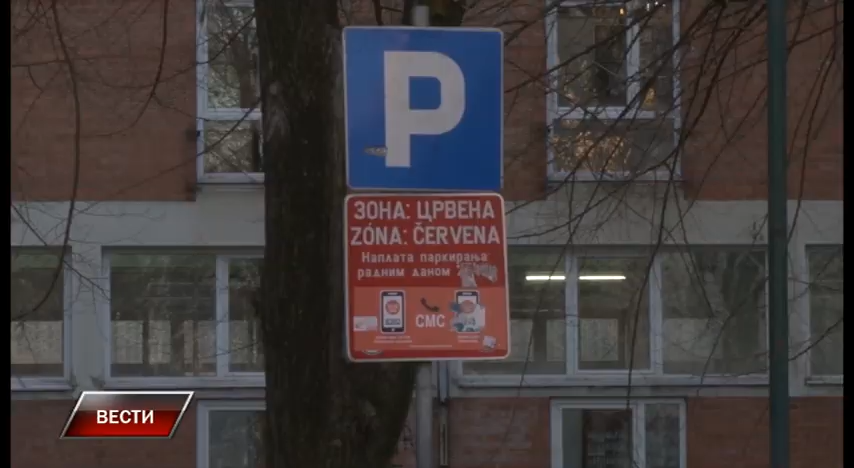 P
ЗОНА: ЦРВЕНА
ZÓNA: ČERVENA
Наплата паркирања
радним даном
СМС
ВЕСТИ